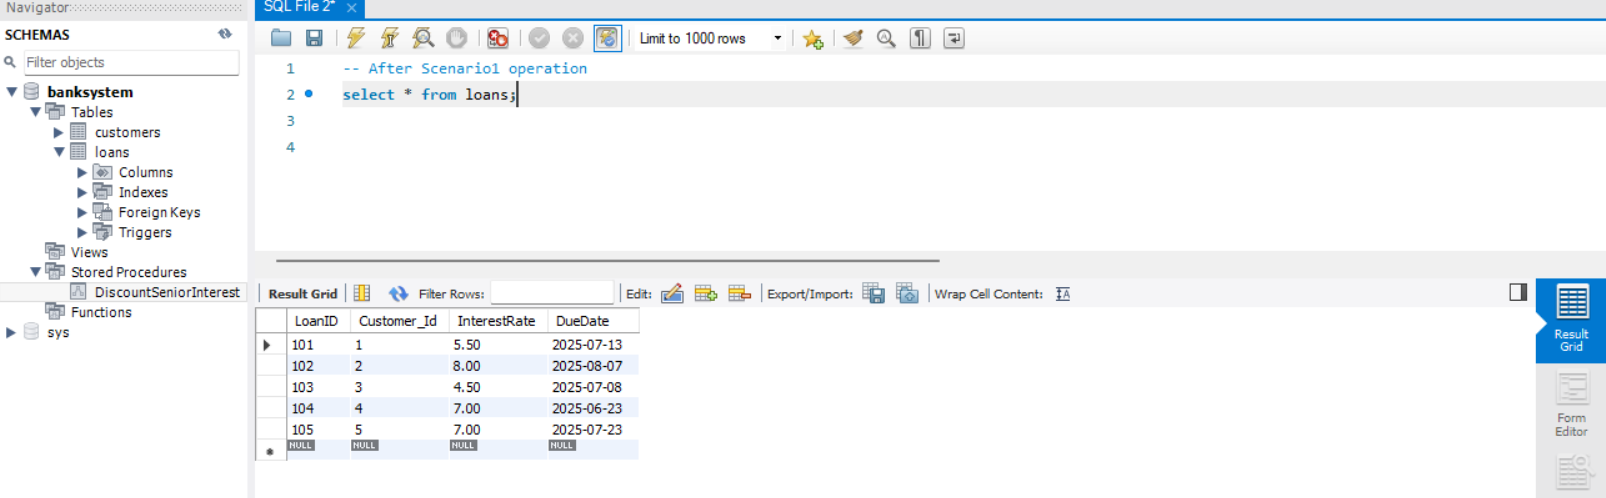 Navigator
SQL File 2*
SCHEMAS
Filter objects
banksystem
Tables
customers
loans
Columns
Indexes
Foreign Keys
Triggers
Views
Stored Procedures
DiscountSeniorInterest
Functions
sys
Limit to 1000 rows
1 -- After Scenario1 operation
2 select * from loans;
3
4
Result Grid Filter Rows: Edit: Export/Import: Wrap Cell Content: IA
LoanID Customer_Id InterestRate DueDate
101 1 5.50 2025-07-13
102 2 8.00 2025-08-07
103 3 4.50 2025-07-08
104 4 7.00 2025-06-23
105 5 7.00 2025-07-23
NULL NULL NULL NULL
Result
Grid
Form
Editor